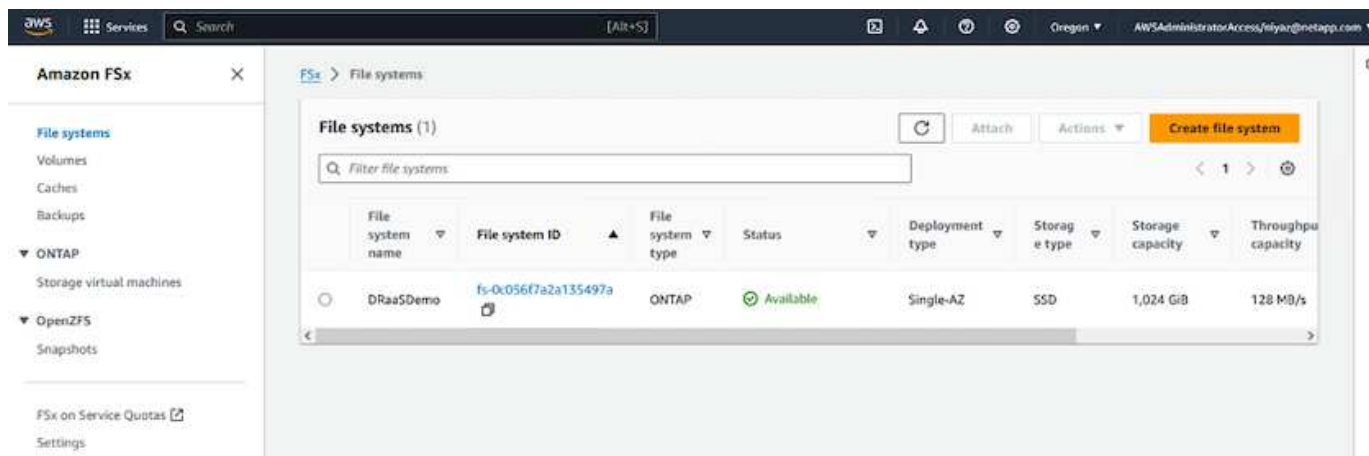 aws Services Search [Alt+S] Oregon AWSAdministratorAccess/niyaz@netapp.com
Amazon FSx
File systems
Volumes
Caches
Backups
ONTAP
Storage virtual machines
OpenZFS
Snapshots
FSx on Service Quotas
Settings
FSx > File systems
File systems (1) Attach Actions Create file system
Filter file systems
1
File system name
File system ID
File system type
Status
Deployment type
Storag
e type
Storage capacity
Throughpu
capacity
DRaaSDemo fs-0c056f7a2a135497a ONTAP Available Single-AZ SSD 1,024 GiB 128 MB/s